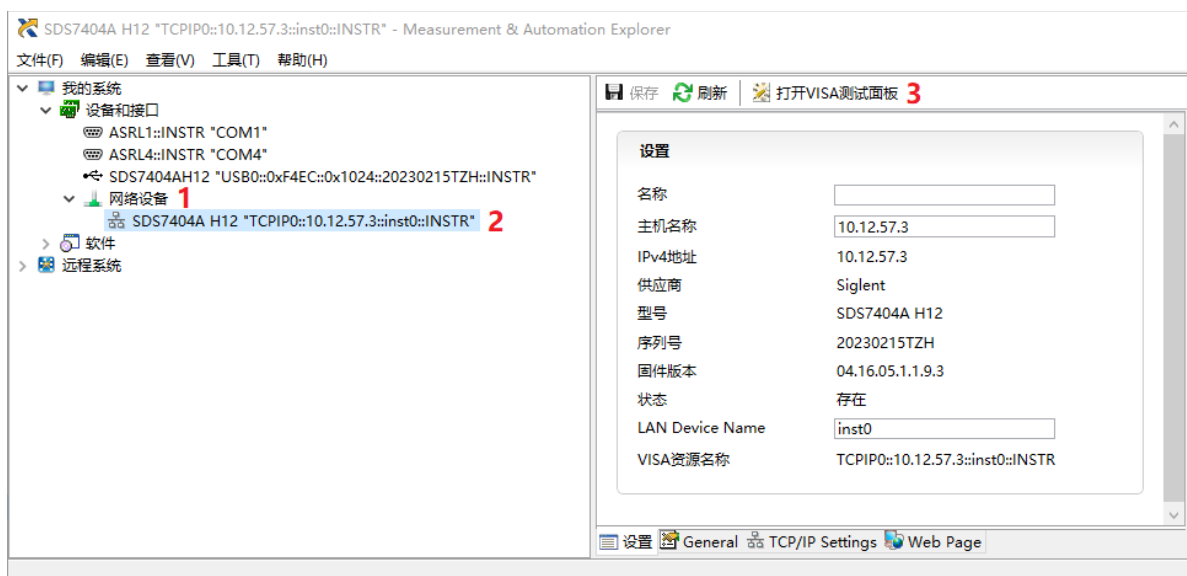 SDS7404A H12 "TCPIP0::10.12.57.3::inst0::INSTR" - Measurement & Automation Explorer
文件(F) 编辑(E) 查看(V) 工具(T) 帮助(H)
我的系统
设备和接口
ASRL1::INSTR "COM1"
ASRL4::INSTR "COM4"
SDS7404AH12 "USB0::0xF4EC::0x1024::20230215TZH::INSTR"
网络设备 1
SDS7404A H12 "TCPIP0::10.12.57.3::inst0::INSTR" 2
软件
远程系统
保存 刷新 打开VISA测试面板 3
设置
名称
主机名称 10.12.57.3
IPv4地址 10.12.57.3
供应商 Siglent
型号 SDS7404A H12
序列号 20230215TZH
固件版本 04.16.05.1.1.9.3
状态 存在
LAN Device Name inst0
VISA资源名称 TCPIP0::10.12.57.3::inst0::INSTR
设置 General TCP/IP Settings Web Page